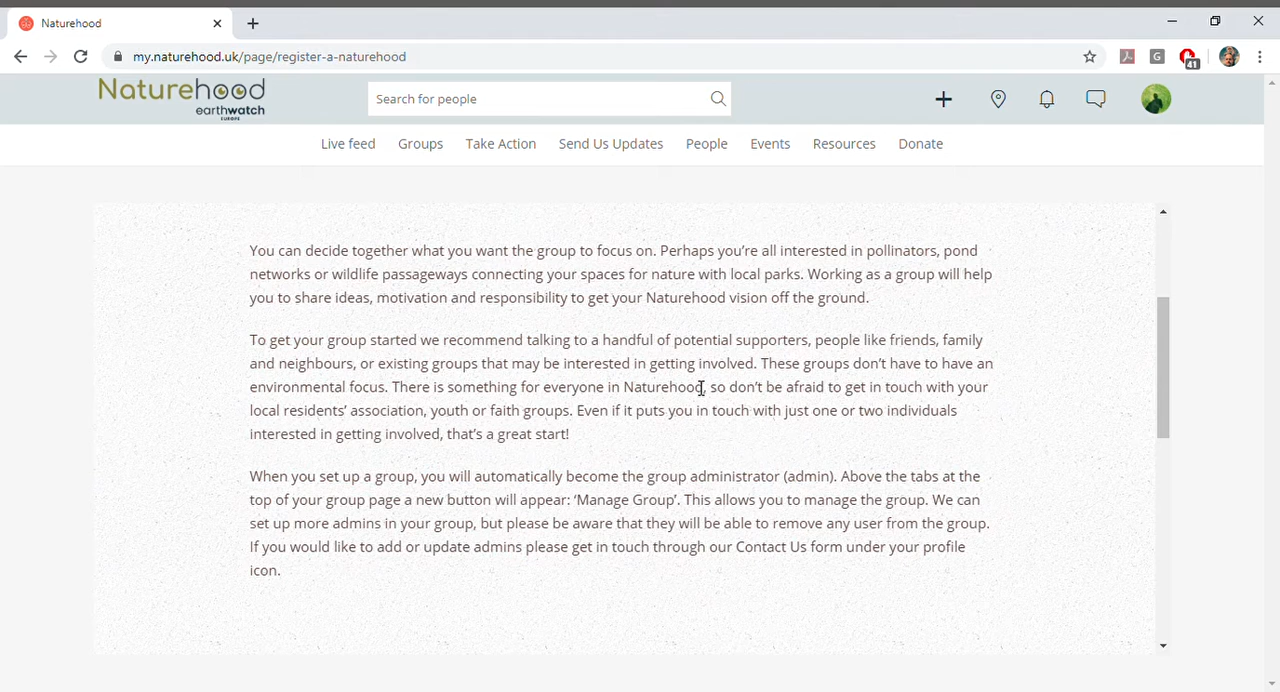 Naturehood
my.naturehood.uk/page/register-a-naturehood
41
Naturehood
earthwatch
EUROPE
Search for people
Live feed Groups Take Action Send Us Updates People Events Resources Donate
You can decide together what you want the group to focus on. Perhaps you’re all interested in pollinators, pond
networks or wildlife passageways connecting your spaces for nature with local parks. Working as a group will help
you to share ideas, motivation and responsibility to get your Naturehood vision off the ground.
To get your group started we recommend talking to a handful of potential supporters, people like friends, family
and neighbours, or existing groups that may be interested in getting involved. These groups don’t have to have an
environmental focus. There is something for everyone in Naturehood, so don’t be afraid to get in touch with your
local residents’ association, youth or faith groups. Even if it puts you in touch with just one or two individuals
interested in getting involved, that’s a great start!
When you set up a group, you will automatically become the group administrator (admin). Above the tabs at the
top of your group page a new button will appear: ‘Manage Group’. This allows you to manage the group. We can
set up more admins in your group, but please be aware that they will be able to remove any user from the group.
If you would like to add or update admins please get in touch through our Contact Us form under your profile
icon.